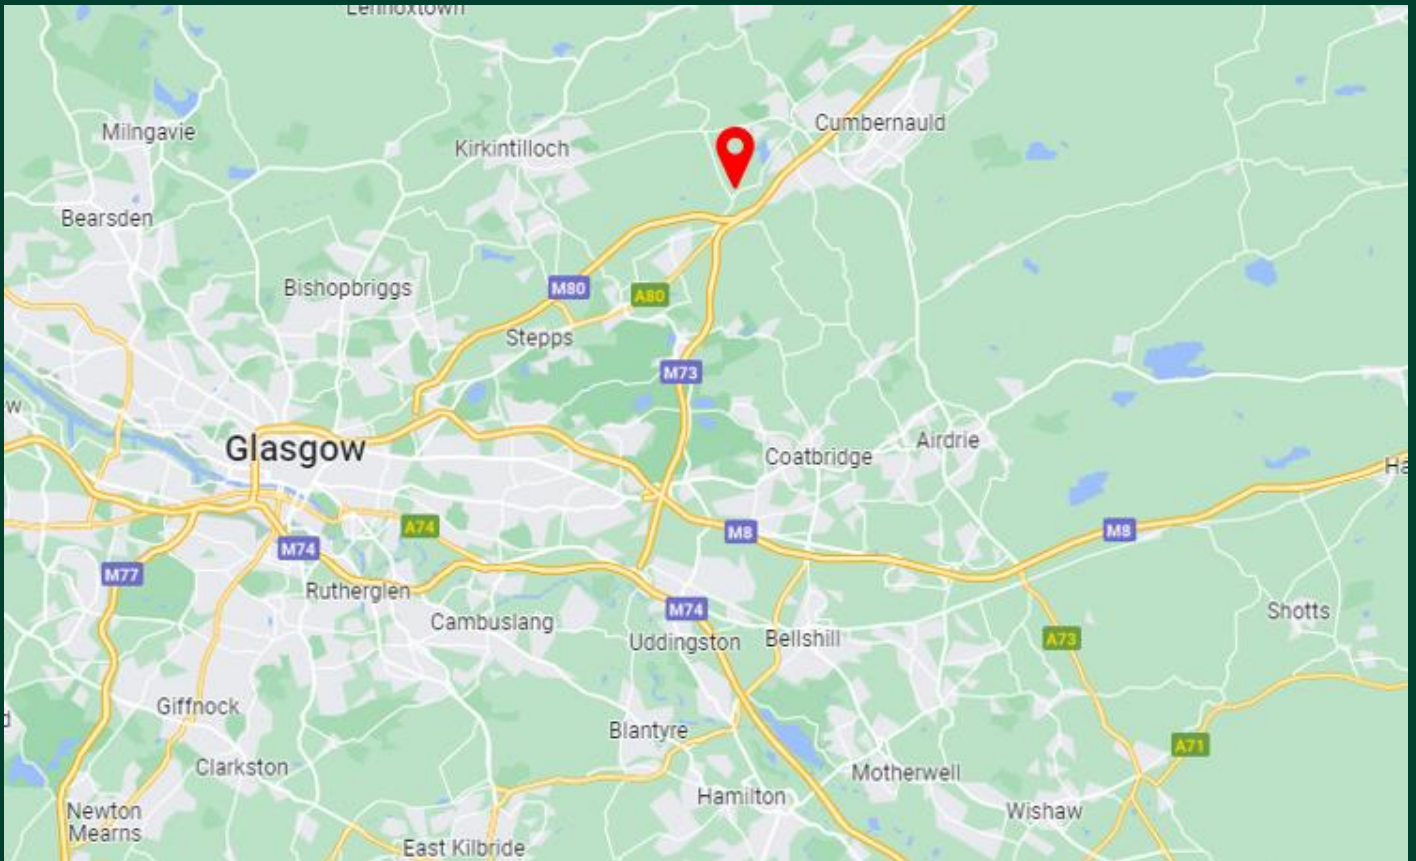 Lennoxtown
Milngavie
Cumbernauld
Kirkintilloch
Bearsden
Bishopbriggs
M80
A80
Stepps
M73
w
Glasgow
Airdrie
Coatbridge
Ha
A74
M8
M8
M74
M77
Rutherglen
M74
Cambuslang
Uddingston
Bellshill
A73
Shotts
Giffnock
d
Blantyre
A71
Clarkston
Motherwell
Hamilton
Wishaw
Newton
Mearns
East Kilbride